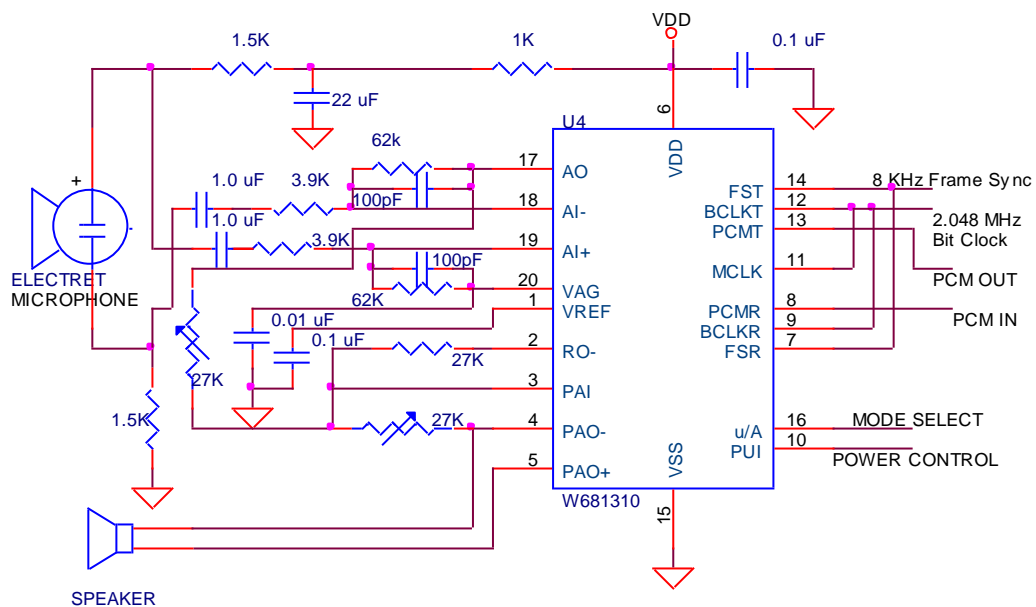 VDD
1.5K
1K
0.1 uF
22 uF
6
U4
62k
17
AO
VDD
14
8 KHz Frame Sync
FST
1.0 uF
3.9K
100pF
18
AI-
12
BCLKT
2.048 MHz
Bit Clock
13
PCMT
1.0 uF
3.9K
19
AI+
+
-
ELECTRET
MICROPHONE
100pF
11
MCLK
PCM OUT
20
VAG
62K
1
VREF
8
PCMR
PCM IN
0.01 uF
9
BCLKR
0.1 uF
2
RO-
7
FSR
27K
27K
3
PAI
1.5K
27K
4
PAO-
16
u/A
MODE SELECT
10
PUI
POWER CONTROL
5
PAO+
VSS
W681310
15
SPEAKER